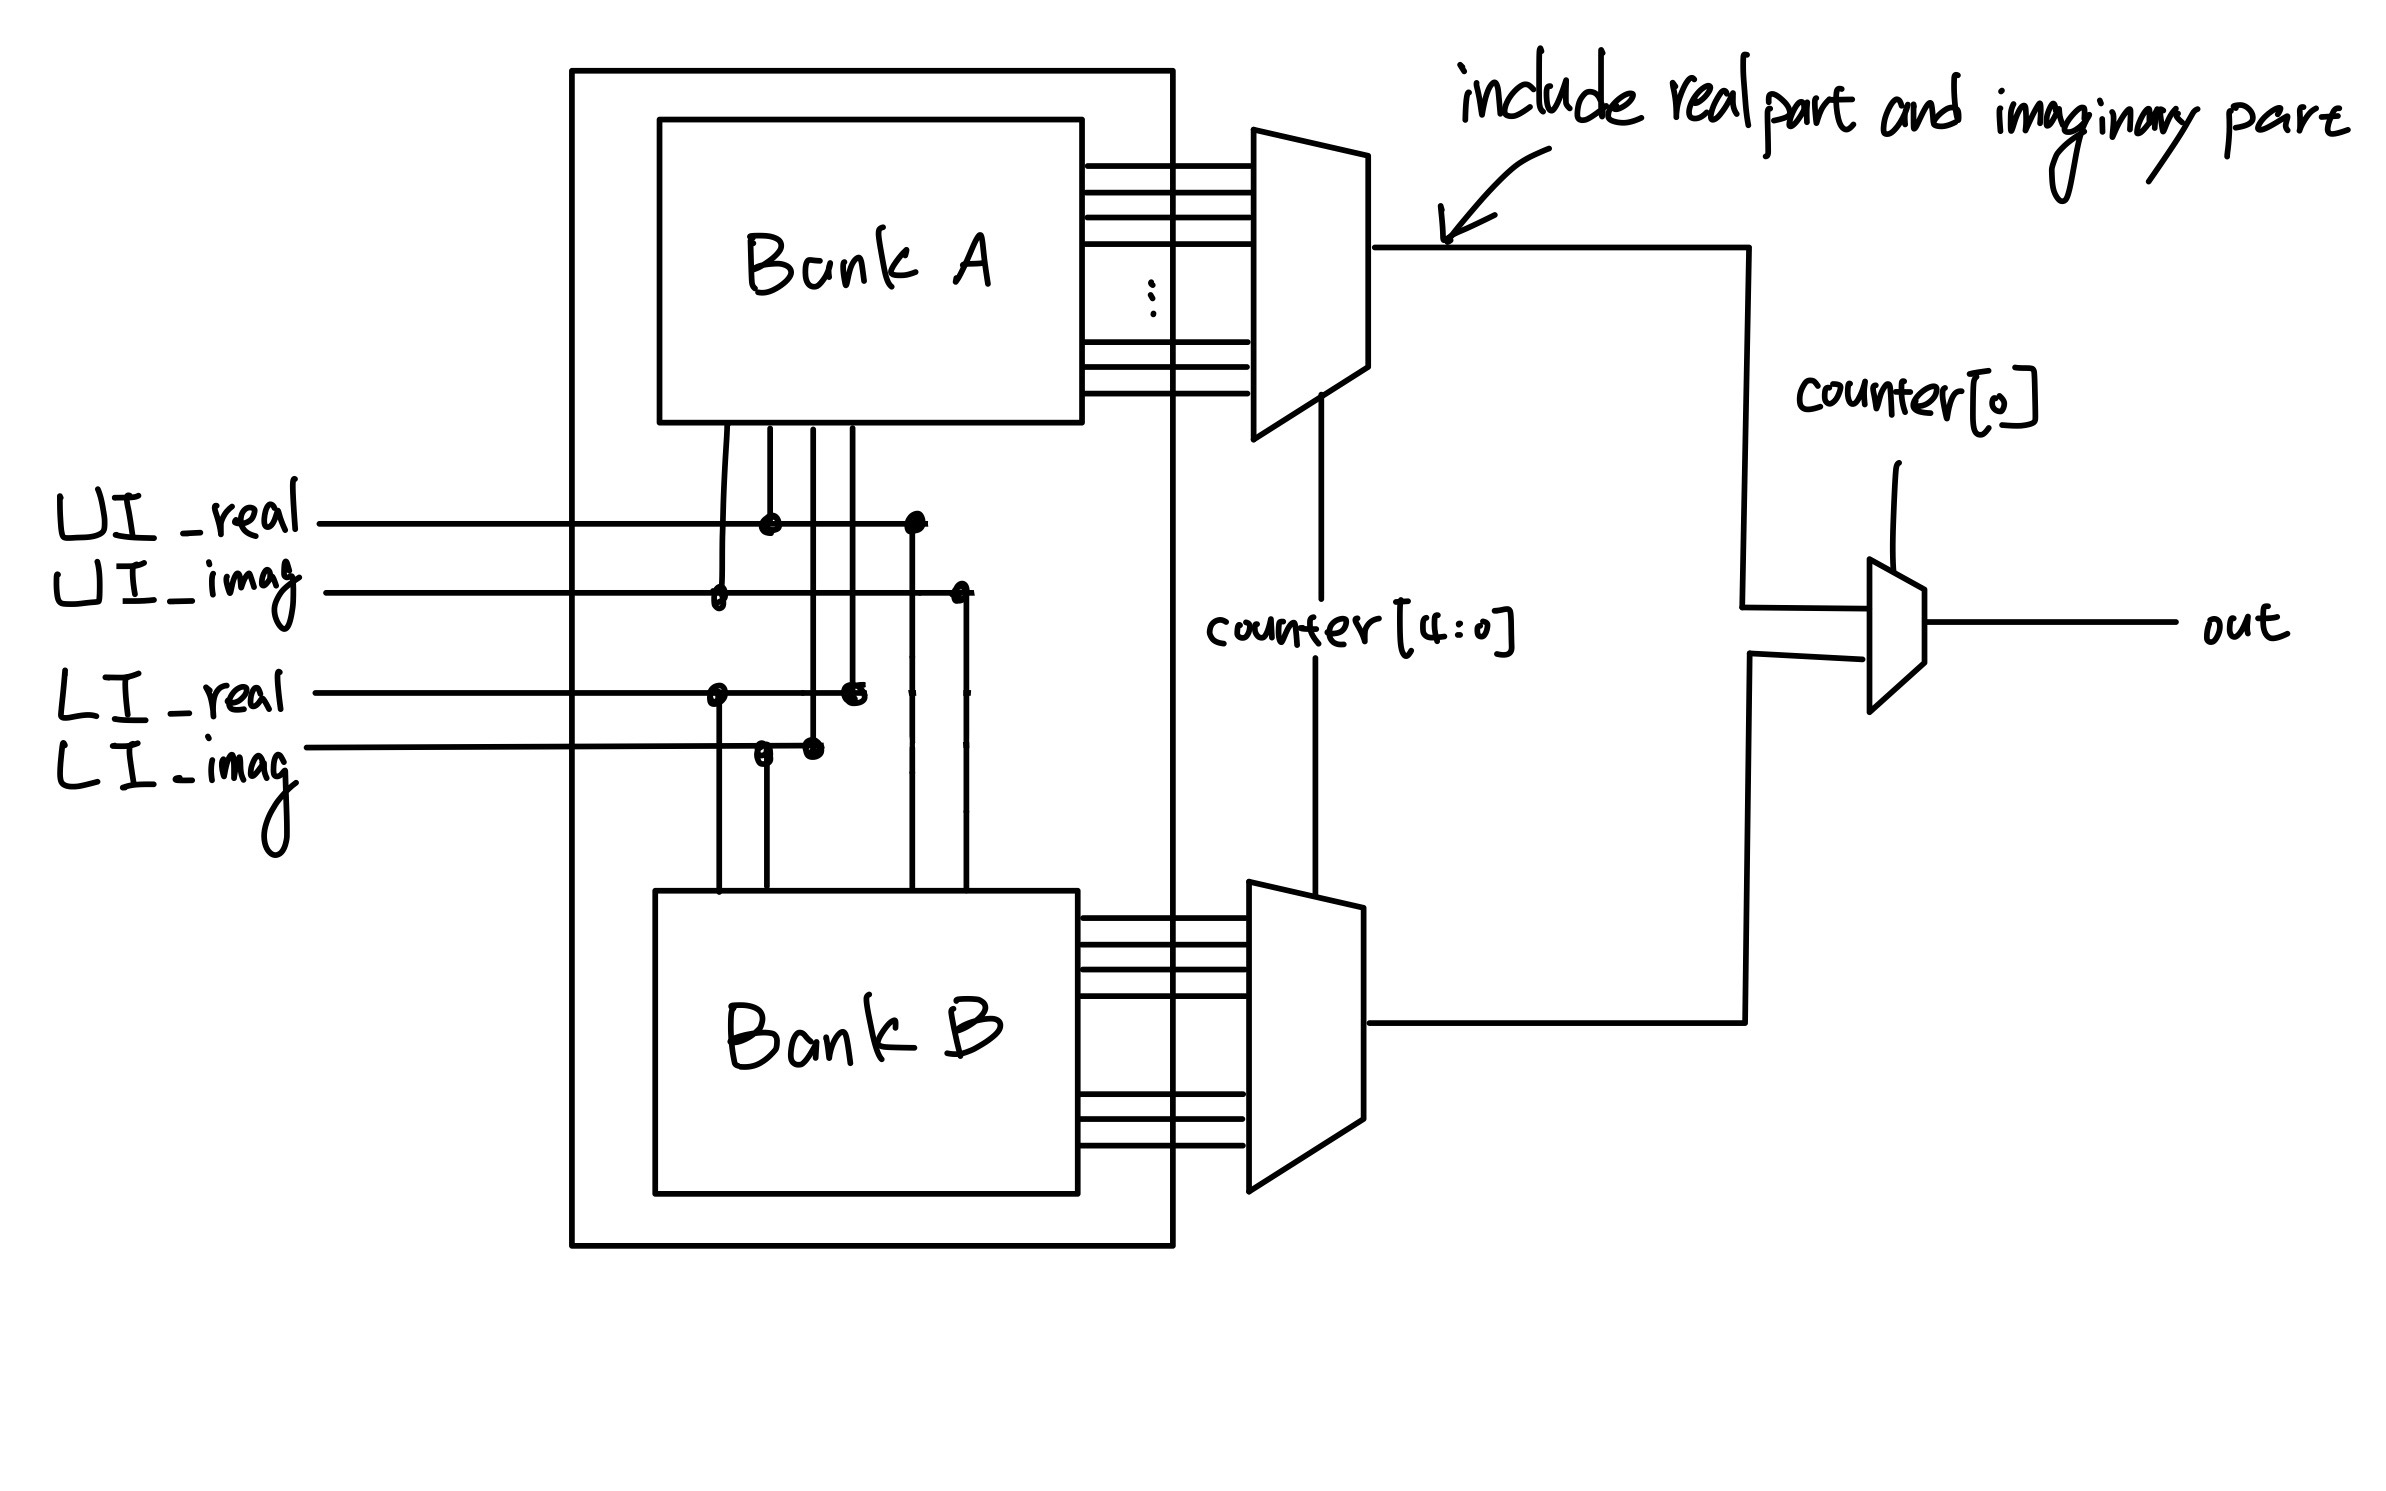 include real part and imaginary part
Bank A
counter[0]
UI_real
UI_imag
counter[4:0]
out
LI_real
LI_imag
Bank B